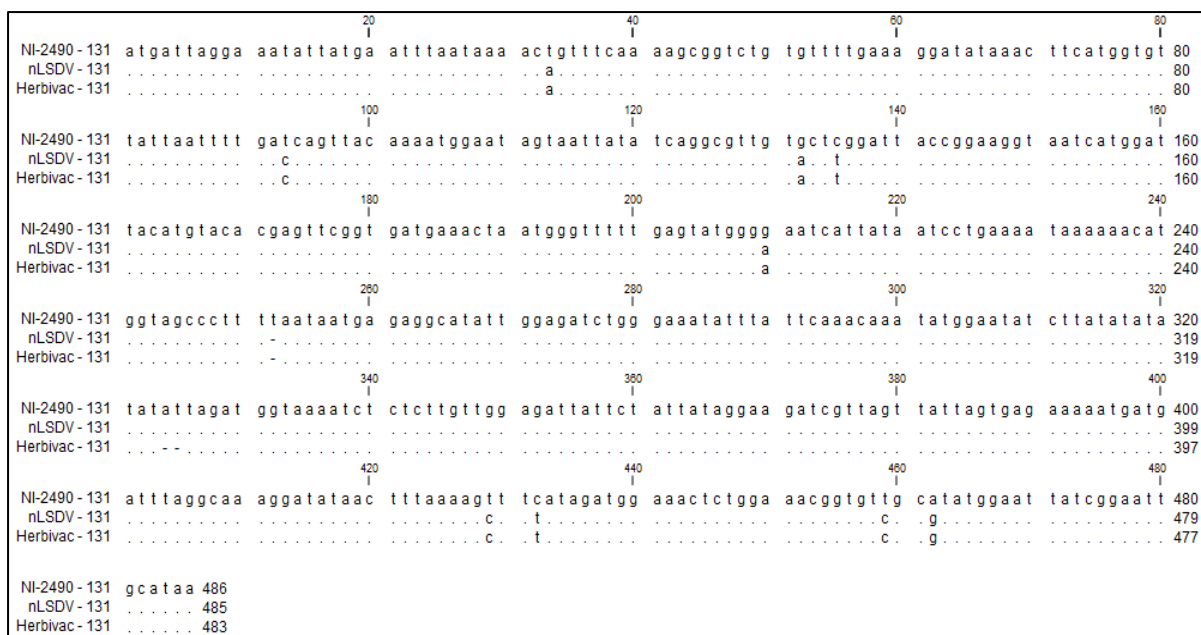 20 40 60 80
NI-2490 - 131 atgattagga aatattatga atttaataaa actgtttcaa aagcggtctg tgttttgaaa ggatataaac ttcatggtgt 80
nLSDV - 131 .......... .......... .......... ..a....... .......... .......... .......... .......... 80
Herbivac - 131 .......... .......... .......... ..a....... .......... .......... .......... .......... 80
100 120 140 160
NI-2490 - 131 tattaatttt gatcagttac aaaatggaat agtaattata tcaggcgttg tgctcggatt accggaaggt aatcatggat 160
nLSDV - 131 .......... ..c....... .......... .......... .......... .a..t..... .......... .......... 160
Herbivac - 131 .......... ..c....... .......... .......... .......... .a..t..... .......... .......... 160
180 200 220 240
NI-2490 - 131 tacatgtaca cgagttcggt gatgaaacta atgggttttt gagtatgggg aatcattata atcctgaaaa taaaaaacat 240
nLSDV - 131 .......... .......... .......... .......... .........a .......... .......... .......... 240
Herbivac - 131 .......... .......... .......... .......... .........a .......... .......... .......... 240
260 280 300 320
NI-2490 - 131 ggtagccctt ttaataatga gaggcatatt ggagatctgg gaaatattta ttcaaacaaa tatggaatat cttatatata 320
nLSDV - 131 .......... .. -....... .......... .......... .......... .......... .......... .......... 319
Herbivac - 131 .......... .-........ .......... .......... .......... .......... .......... .......... 319
340 360 380 400
NI-2490 - 131 tatattagat ggtaaaatct ctcttgttgg agattattct attataggaa gatcgttagt tattagtgag aaaaatgatg 400
nLSDV - 131 .......... .......... .......... .......... .......... .......... .......... .......... 399
Herbivac - 131 ...--..... .......... .......... .......... .......... .......... .......... .......... 397
420 440 460 480
NI-2490 - 131 atttaggcaa aggatataac tttaaaagtt tcatagatgg aaactctgga aacggtgttg catatggaat tatcggaatt 480
nLSDV - 131 .......... .......... ........c. .t........ .......... ........c. .g........ .......... 479
Herbivac - 131 .......... .......... ........c. .t........ .......... ........c. .g........ .......... 477
NI-2490 - 131 gcataa 486
nLSDV - 131 ...... 485
Herbivac - 131 ...... 483